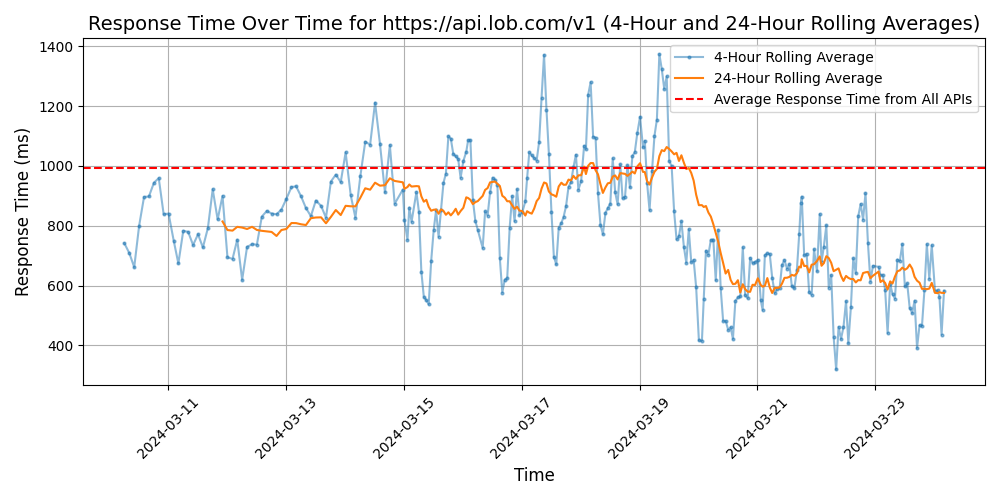 Response Time Over Time for https://api.lob.com/v1 (4-Hour and 24-Hour Rolling Averages)
4-Hour Rolling Average
24-Hour Rolling Average
Average Response Time from All APIs
Response Time (ms)
1400
1200
1000
800
600
400
2024-03-11
2024-03-13
2024-03-15
2024-03-17
2024-03-19
2024-03-21
2024-03-23
Time